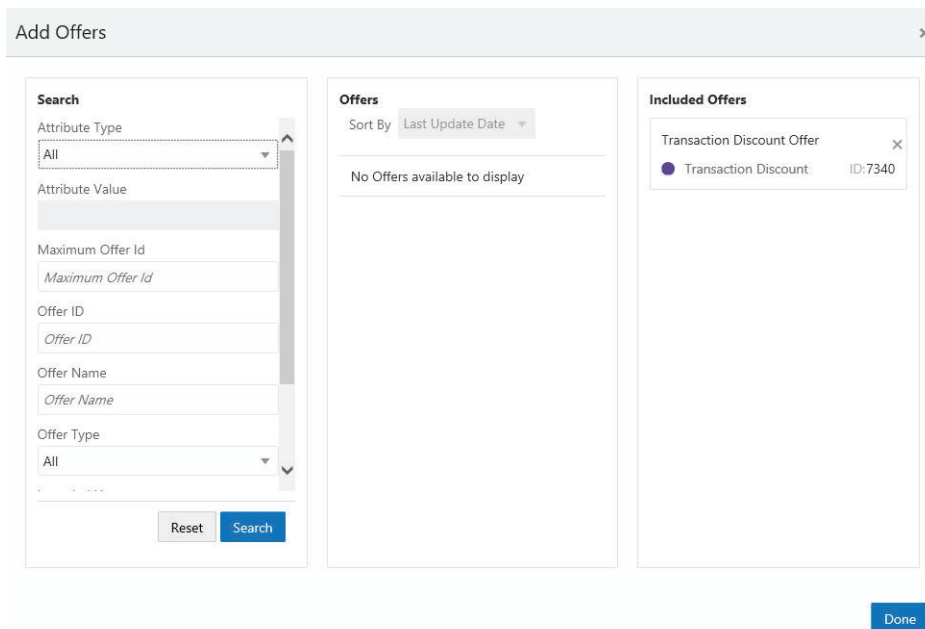 Add Offers
Search
Attribute Type
All
Attribute Value
Maximum Offer Id
Maximum Offer Id
Offer ID
Offer ID
Offer Name
Offer Name
Offer Type
All
Reset Search
Offers
Sort By Last Update Date
No Offers available to display
Included Offers
Transaction Discount Offer
Transaction Discount ID:7340
Done